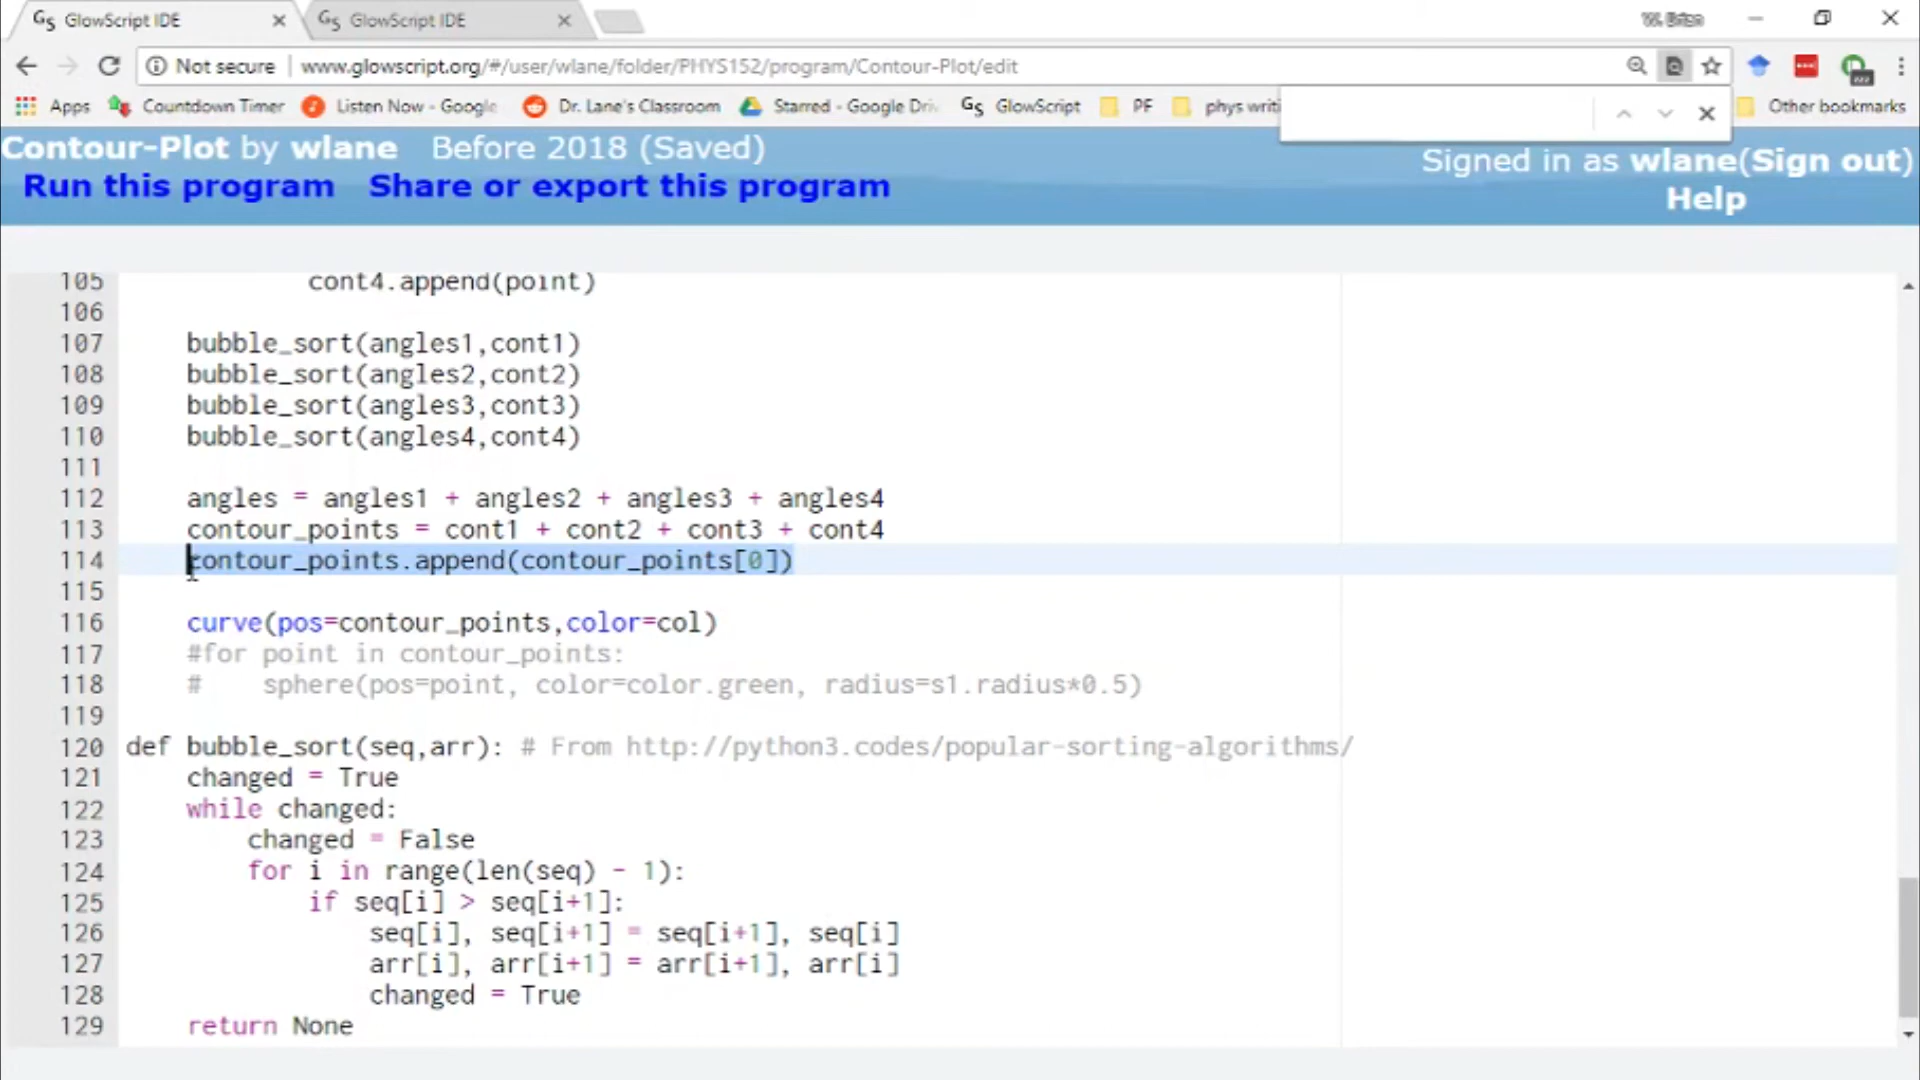 GlowScript IDE
GlowScript IDE
W. Brian
Not secure
www.glowscript.org/#/user/wlane/folder/PHYS152/program/Contour-Plot/edit
Apps
Countdown Timer
Listen Now - Google
Dr. Lane's Classroom
Starred - Google Driv
GlowScript
PF
phys writi
Other bookmarks
Contour-Plot by wlane Before 2018 (Saved)
Signed in as wlane(Sign out)
Run this program Share or export this program
Help
105 cont4.append(point)
106
107 bubble_sort(angles1,cont1)
108 bubble_sort(angles2,cont2)
109 bubble_sort(angles3,cont3)
110 bubble_sort(angles4,cont4)
111
112 angles = angles1 + angles2 + angles3 + angles4
113 contour_points = cont1 + cont2 + cont3 + cont4
114 contour_points.append(contour_points[0])
115
116 curve(pos=contour_points,color=col)
117 #for point in contour_points:
118 # sphere(pos=point, color=color.green, radius=s1.radius*0.5)
119
120 def bubble_sort(seq,arr): # From http://python3.codes/popular-sorting-algorithms/
121 changed = True
122 while changed:
123 changed = False
124 for i in range(len(seq) - 1):
125 if seq[i] > seq[i+1]:
126 seq[i], seq[i+1] = seq[i+1], seq[i]
127 arr[i], arr[i+1] = arr[i+1], arr[i]
128 changed = True
129 return None